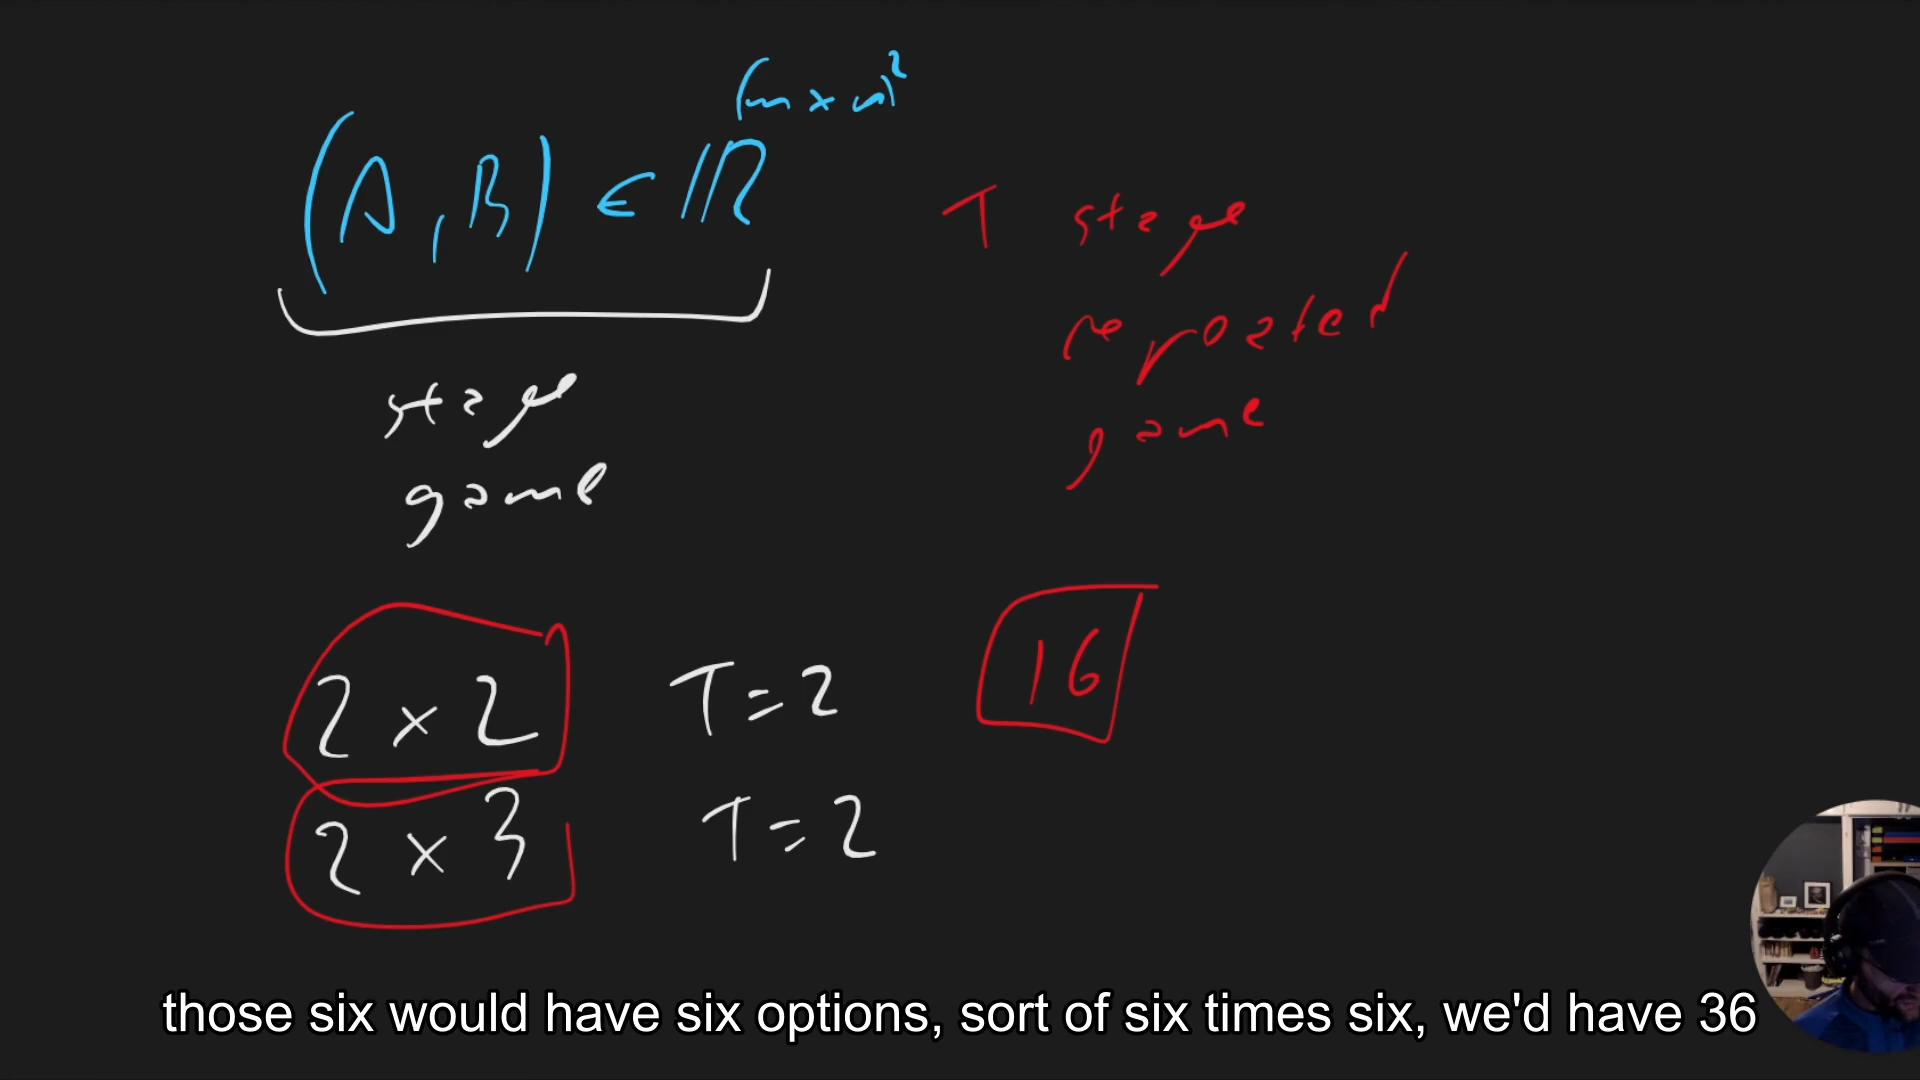 (A, B) ∈ ℝ^(m × n)²
stage
game
T stage
repeated
game
2 × 2 T = 2 16
2 × 3 T = 2
those six would have six options, sort of six times six, we'd have 36